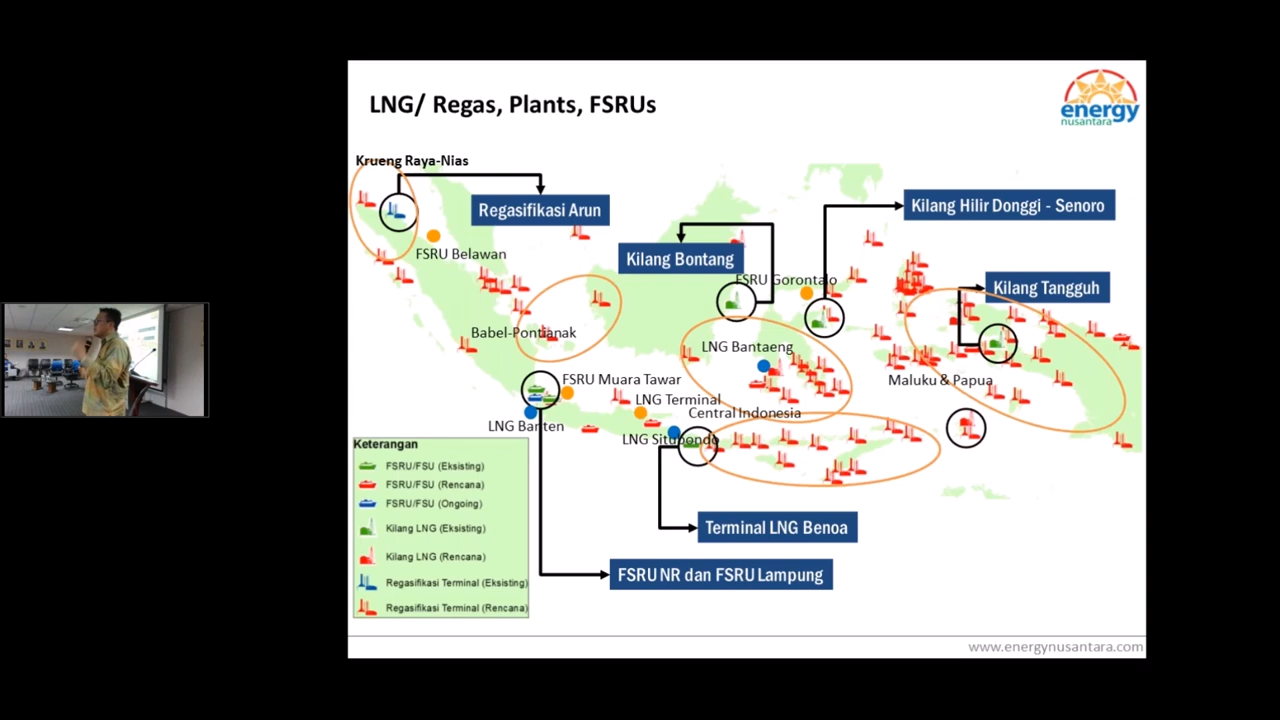 LNG/ Regas, Plants, FSRUs
energy
nusantara
Krueng Raya-Nias
Regasifikasi Arun
Kilang Hilir Donggi - Senoro
FSRU Belawan
Kilang Bontang
FSRU Gorontalo
Kilang Tangguh
Babel-Pontianak
LNG Bantaeng
FSRU Muara Tawar
Maluku & Papua
LNG Terminal
Central Indonesia
LNG Banten
LNG Situbondo
Keterangan
FSRU/FSU (Eksisting)
FSRU/FSU (Rencana)
FSRU/FSU (Ongoing)
Kilang LNG (Eksisting)
Kilang LNG (Rencana)
Regasifikasi Terminal (Eksisting)
Regasifikasi Terminal (Rencana)
Terminal LNG Benoa
FSRU NR dan FSRU Lampung
www.energynusantara.com